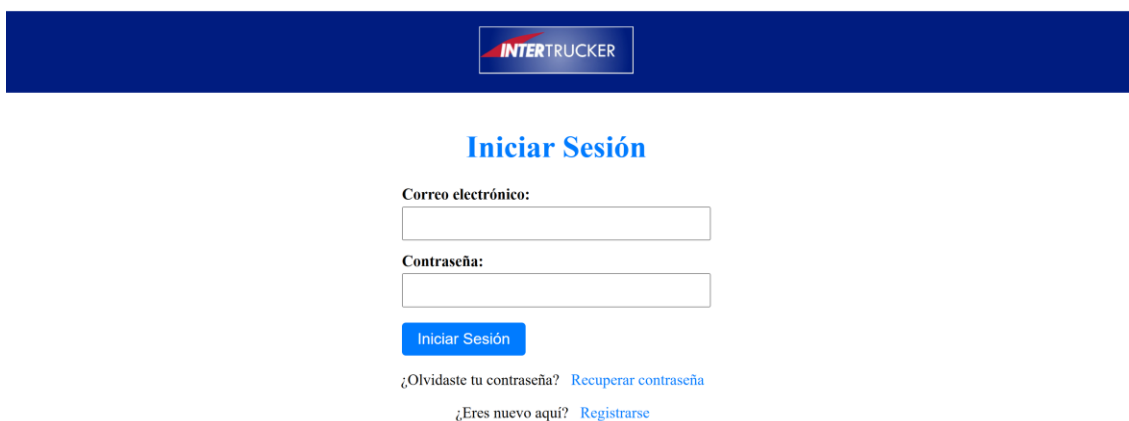 INTERTRUCKER
Iniciar Sesión
Correo electrónico:
Contraseña:
Iniciar Sesión
¿Olvidaste tu contraseña? Recuperar contraseña
¿Eres nuevo aquí? Registrarse